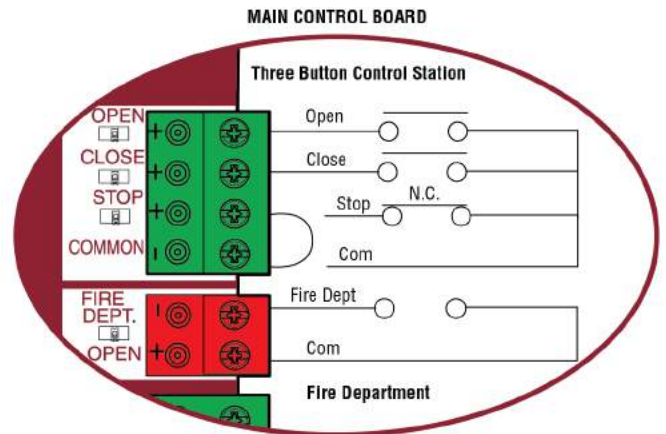 MAIN CONTROL BOARD
Three Button Control Station
OPEN
+
Open
CLOSE
+
Close
STOP
+
Stop
N.C.
COMMON
-
Com
FIRE
DEPT.
-
Fire Dept
OPEN
+
Com
Fire Department